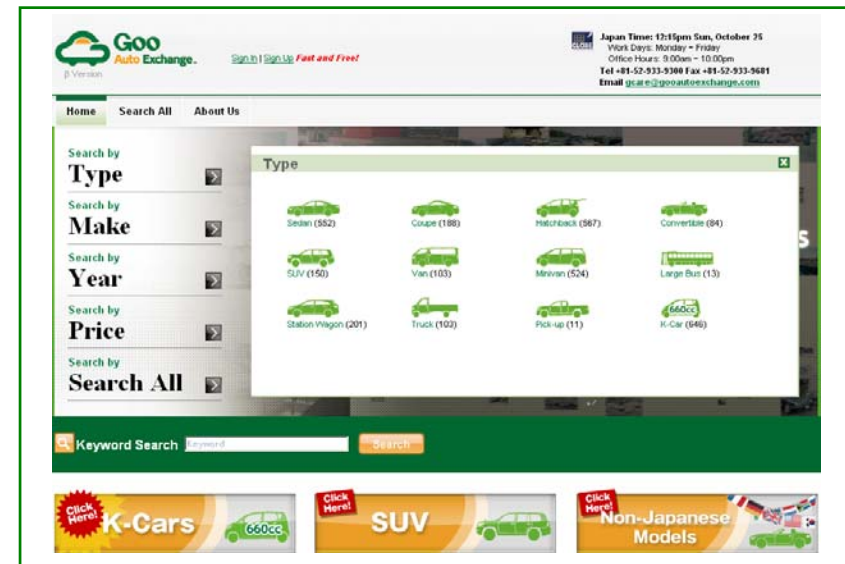 Goo
Auto Exchange.
β Version
Sign In | Sign Up Fast and Free!
CLOSE
Japan Time: 12:15pm Sun, October 25
Work Days: Monday - Friday
Office Hours: 9:00am - 10:00pm
Tel +81-52-933-9300 Fax +81-52-933-9681
Email gcare@gooautoexchange.com
Home Search All About Us
Search by
Type
Search by
Make
Search by
Year
Search by
Price
Search by
Search All
Type
Sedan (552) Coupe (188) Hatchback (567) Convertible (84)
SUV (150) Van (103) Minivan (524) Large Bus (13)
Station Wagon (201) Truck (102) Pick-up (11) 660cc K-Car (646)
s
Keyword Search Keyword Search
Click Here!
K-Cars
660cc
Click Here!
SUV
Click Here!
Non-Japanese
Models